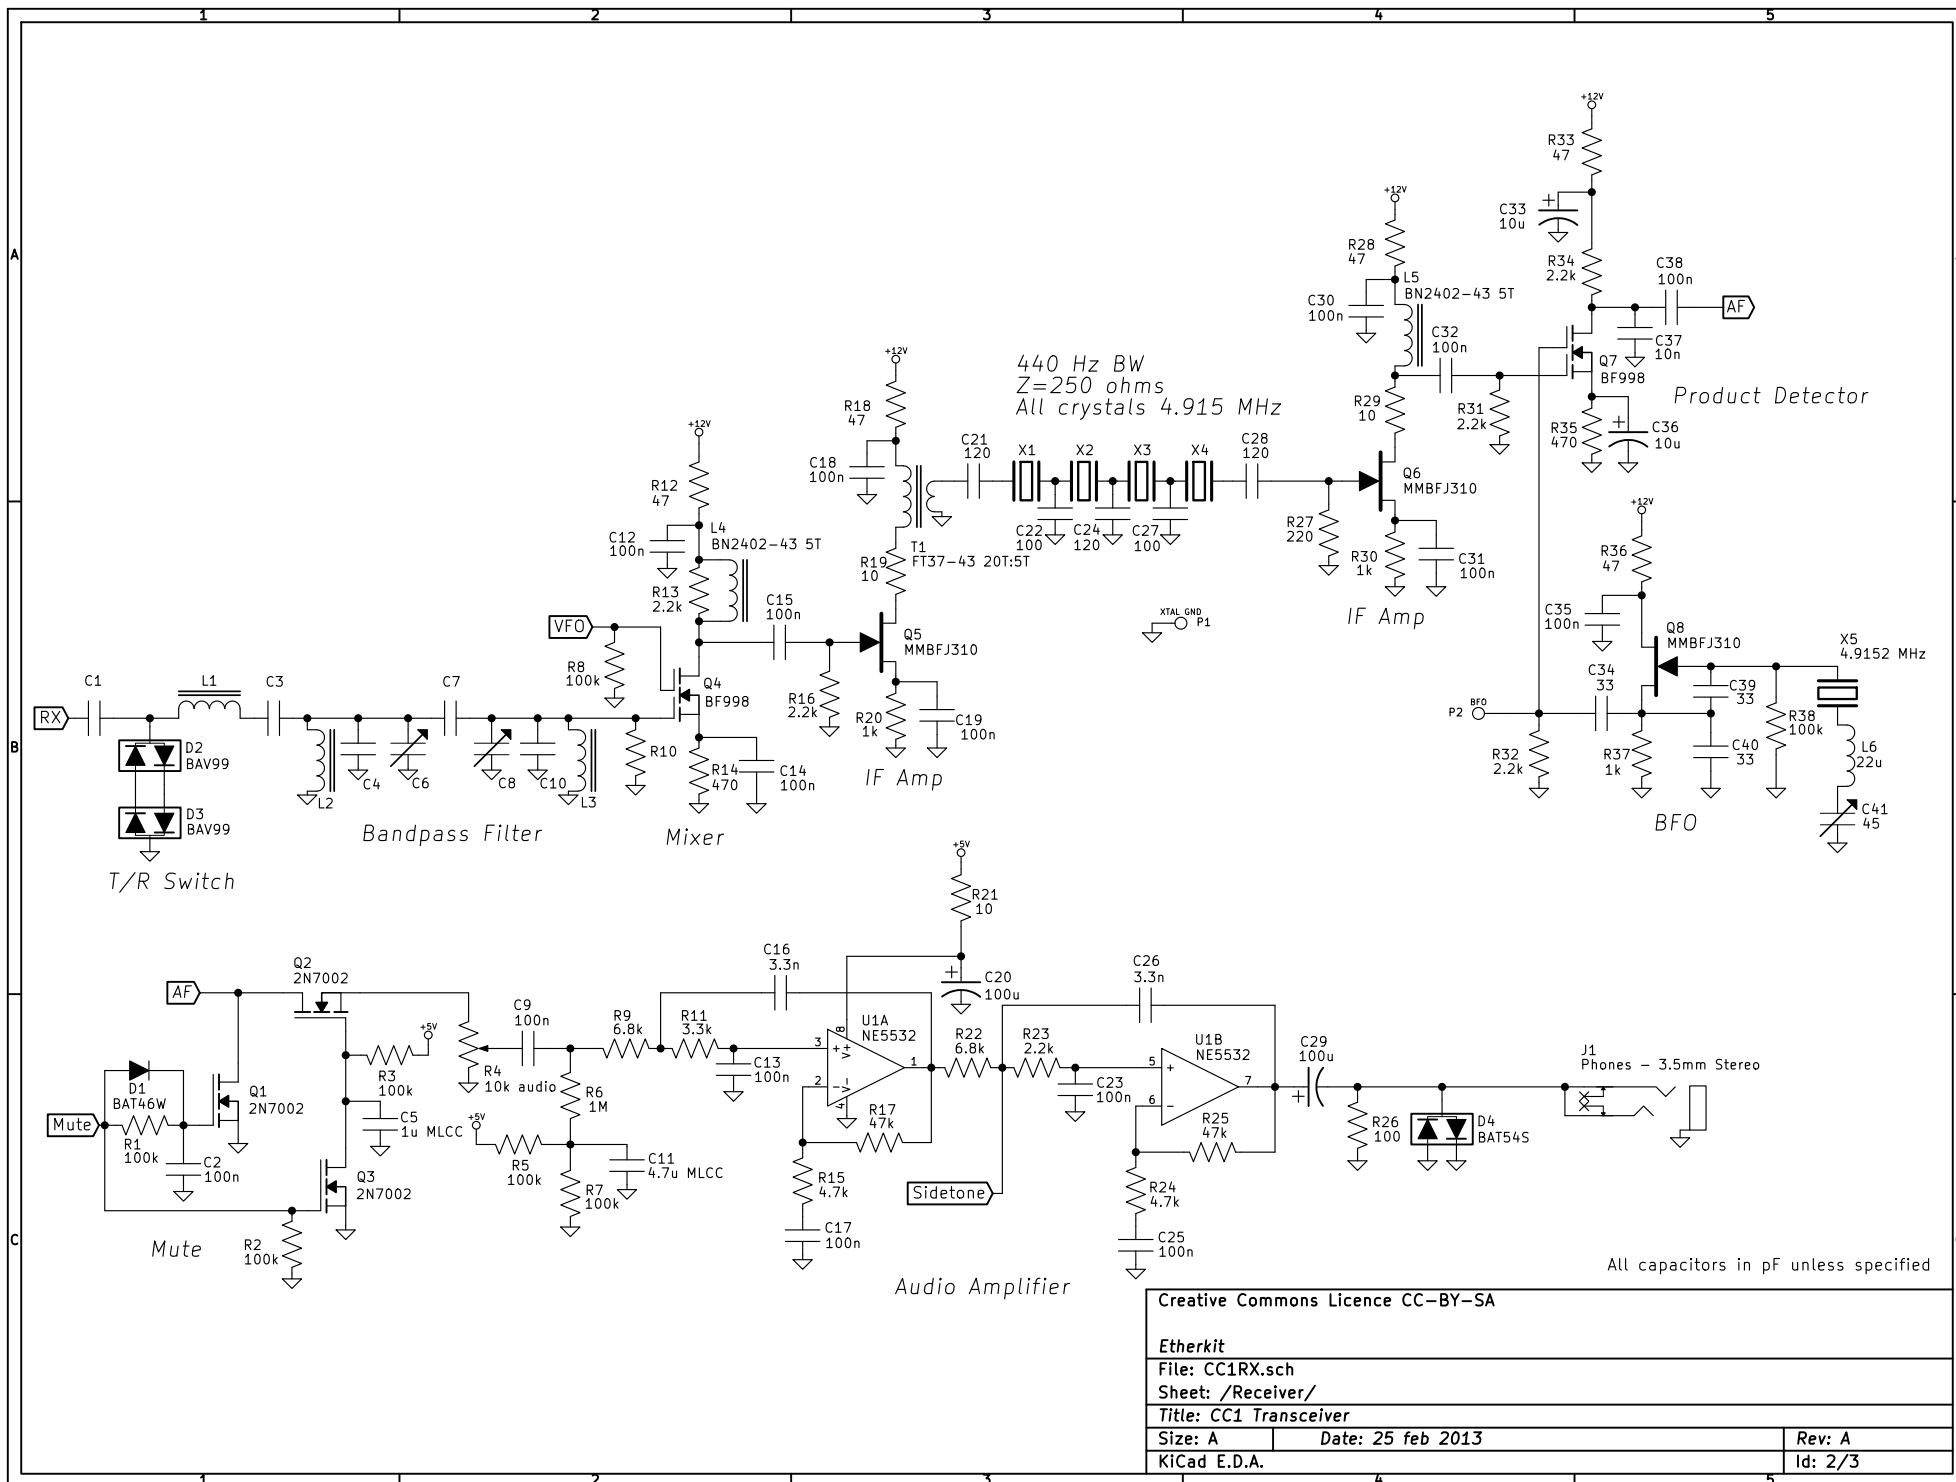 1 2 3 4 5
A
B
C
+12V
R33
47
C33
10u
+
R34
2.2k
C38
100n
AF
C37
10n
Q7
BF998
Product Detector
R35
470
+
C36
10u
+12V
R28
47
L5
BN2402-43 5T
C30
100n
C32
100n
R29
10
R31
2.2k
Q6
MMBFJ310
R27
220
R30
1k
C31
100n
IF Amp
440 Hz BW
Z=250 ohms
All crystals 4.915 MHz
C21
120
X1
X2
X3
X4
C28
120
C22
100
C24
120
C27
100
XTAL GND
P1
+12V
R18
47
C18
100n
T1
FT37-43 20T:5T
R19
10
Q5
MMBFJ310
R16
2.2k
R20
1k
C19
100n
IF Amp
+12V
R12
47
L4
BN2402-43 5T
C12
100n
R13
2.2k
C15
100n
VFO
R8
100k
Q4
BF998
R10
R14
470
C14
100n
Mixer
RX
C1
L1
C3
C7
D2
BAV99
D3
BAV99
L2
C4
C6
C8
C10
L3
T/R Switch
Bandpass Filter
+12V
R36
47
C35
100n
Q8
MMBFJ310
X5
4.9152 MHz
C34
33
C39
33
R38
100k
P2
BFO
R32
2.2k
R37
1k
C40
33
L6
22u
C41
45
BFO
AF
Q2
2N7002
+5V
R3
100k
D1
BAT46W
Q1
2N7002
Mute
R1
100k
C2
100n
C5
1u MLCC
Q3
2N7002
R2
100k
Mute
R4
10k audio
C9
100n
R9
6.8k
R11
3.3k
C16
3.3n
R6
1M
+5V
R5
100k
R7
100k
C11
4.7u MLCC
C13
100n
+5V
R21
10
+
C20
100u
U1A
NE5532
3
2
8
4
1
+
−
V+
V−
R17
47k
R15
4.7k
C17
100n
R22
6.8k
R23
2.2k
C26
3.3n
C23
100n
Sidetone
U1B
NE5532
5
6
7
+
−
R25
47k
R24
4.7k
C25
100n
C29
100u
+
R26
100
D4
BAT54S
J1
Phones - 3.5mm Stereo
Audio Amplifier
All capacitors in pF unless specified
Creative Commons Licence CC-BY-SA
Etherkit
File: CC1RX.sch
Sheet: /Receiver/
Title: CC1 Transceiver
Size: A
Date: 25 feb 2013
Rev: A
KiCad E.D.A.
Id: 2/3
1 2 3 4 5